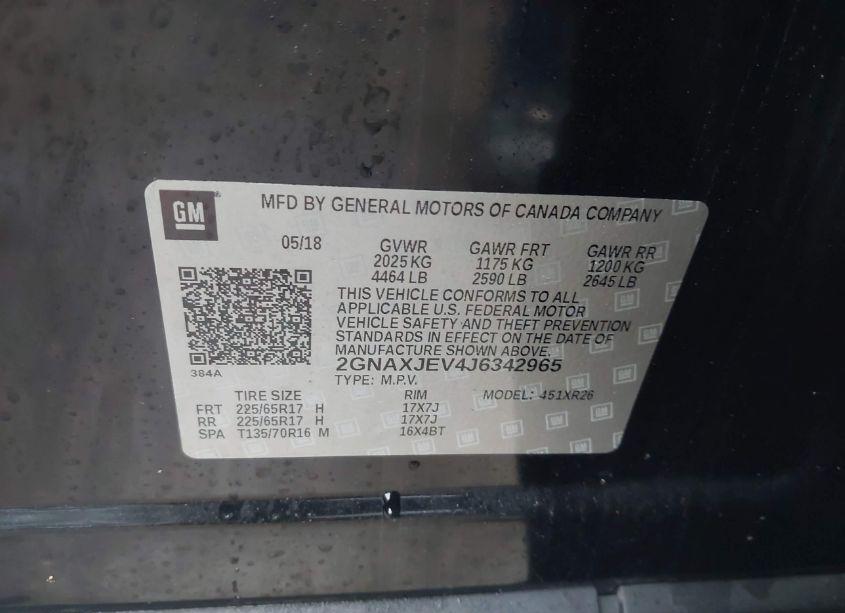 GM
MFD BY GENERAL MOTORS OF CANADA COMPANY
05/18 GVWR GAWR FRT GAWR RR
2025 KG 1175 KG 1200 KG
4464 LB 2590 LB 2645 LB
THIS VEHICLE CONFORMS TO ALL
APPLICABLE U.S. FEDERAL MOTOR
VEHICLE SAFETY AND THEFT PREVENTION
STANDARDS IN EFFECT ON THE DATE OF
MANUFACTURE SHOWN ABOVE.
384A
2GNAXJEV4J6342965
TYPE: M.P.V.
TIRE SIZE RIM MODEL: 451XR26
FRT 225/65R17 H 17X7J
RR 225/65R17 H 17X7J
SPA T135/70R16 M 16X4BT